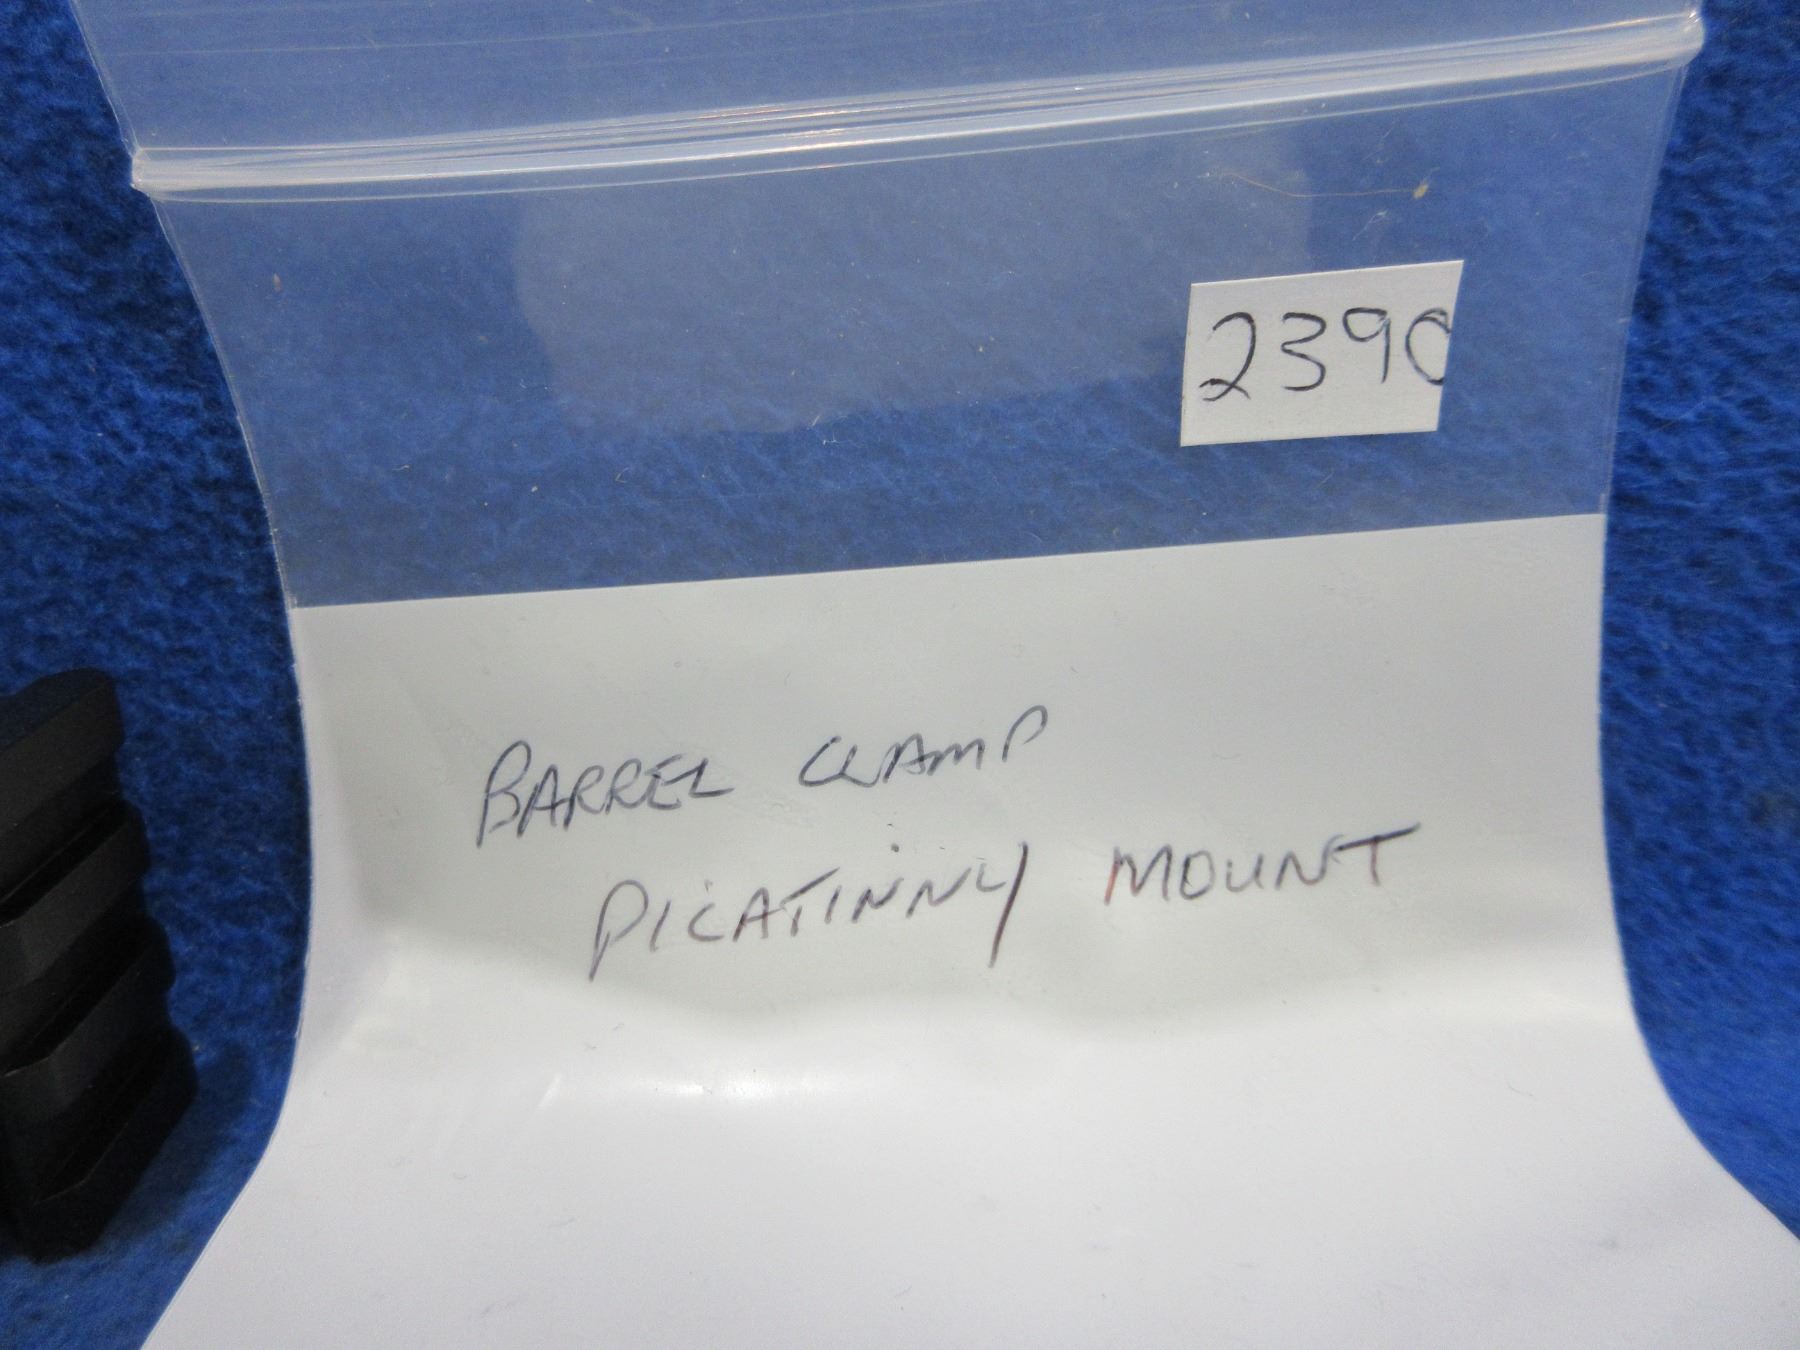 2390
BARREL CLAMP
PICATINNY MOUNT